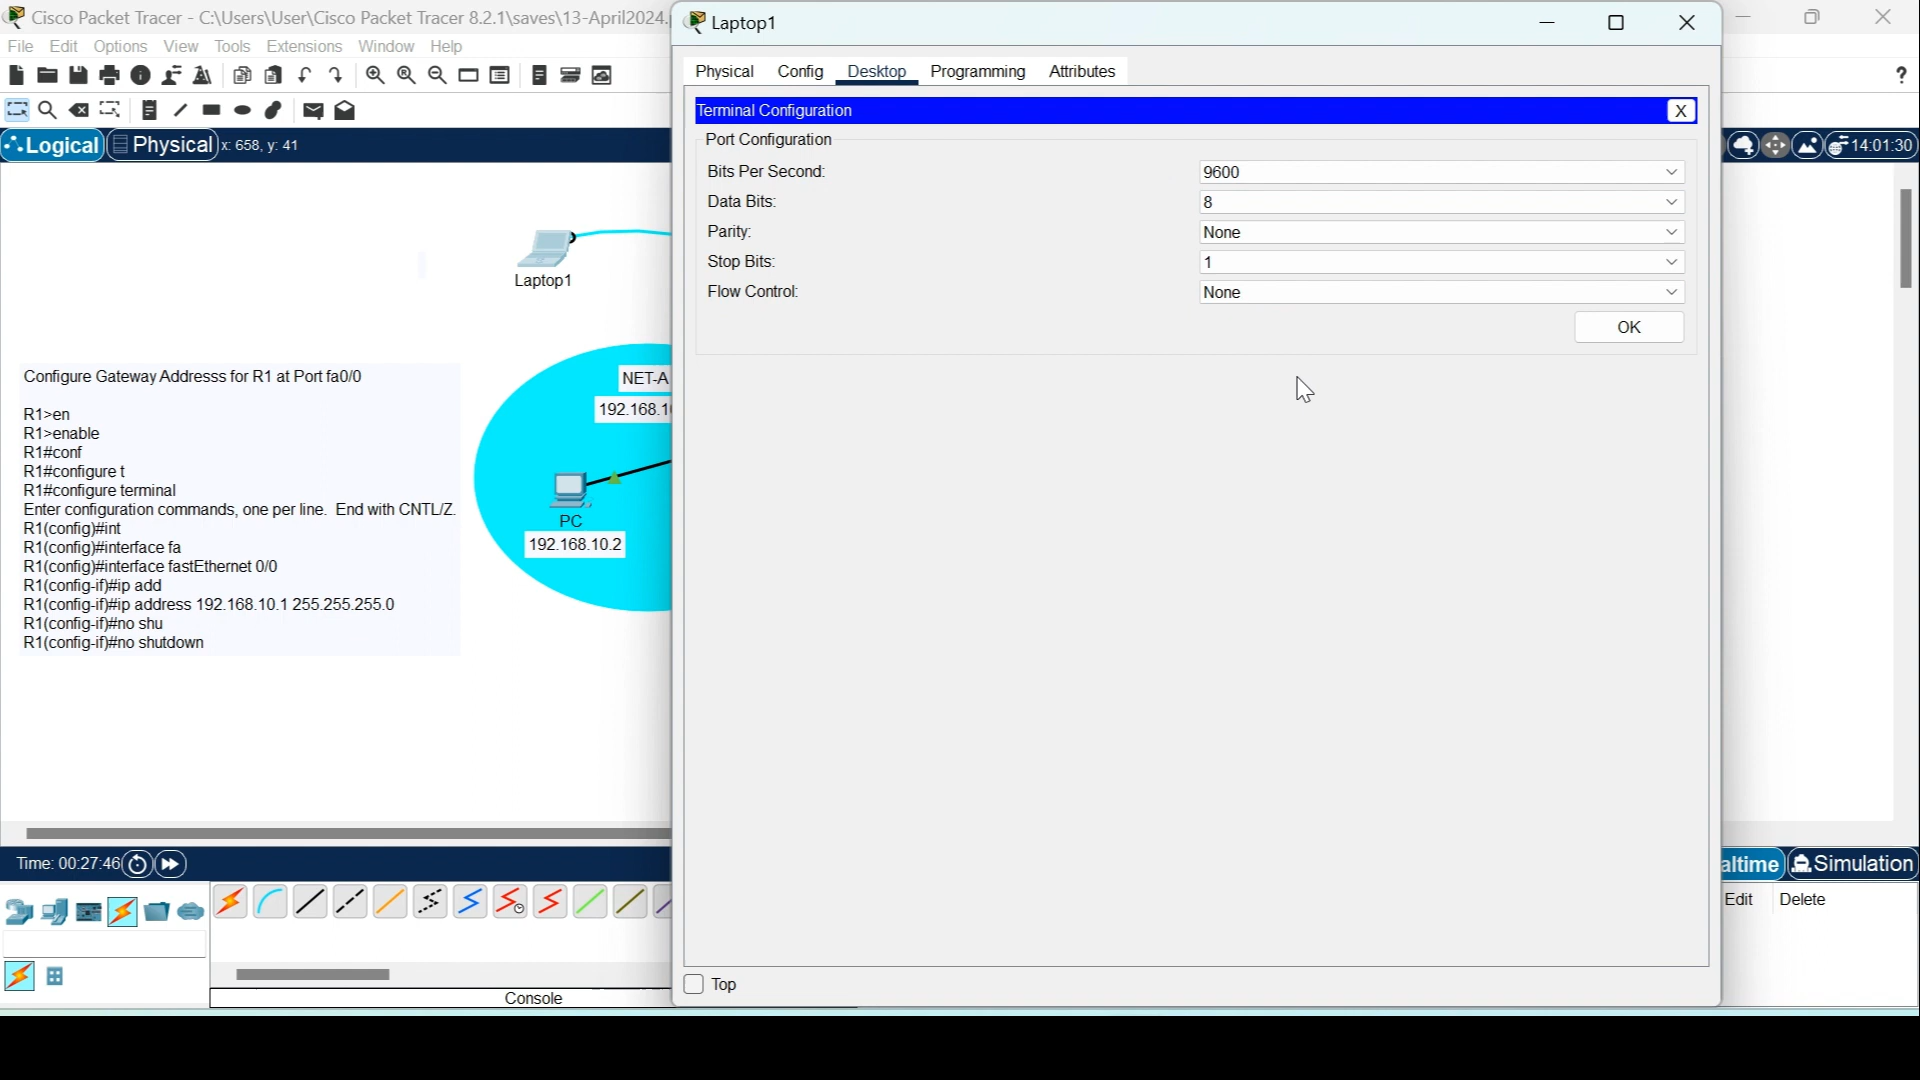 Cisco Packet Tracer - C:\Users\User\Cisco Packet Tracer 8.2.1\saves\13-April2024.
File Edit Options View Tools Extensions Window Help
?
Logical Physical x: 658, y: 41
14:01:30
Laptop1
Configure Gateway Addresss for R1 at Port fa0/0
R1>en
R1>enable
R1#conf
R1#configure t
R1#configure terminal
Enter configuration commands, one per line. End with CNTL/Z.
R1(config)#int
R1(config)#interface fa
R1(config)#interface fastEthernet 0/0
R1(config-if)#ip add
R1(config-if)#ip address 192.168.10.1 255.255.255.0
R1(config-if)#no shu
R1(config-if)#no shutdown
NET-A
192.168.1
PC
192.168.10.2
Laptop1
Physical Config Desktop Programming Attributes
Terminal Configuration X
Port Configuration
Bits Per Second: 9600
Data Bits: 8
Parity: None
Stop Bits: 1
Flow Control: None
OK
Top
Time: 00:27:46
altime Simulation
Edit Delete
Console